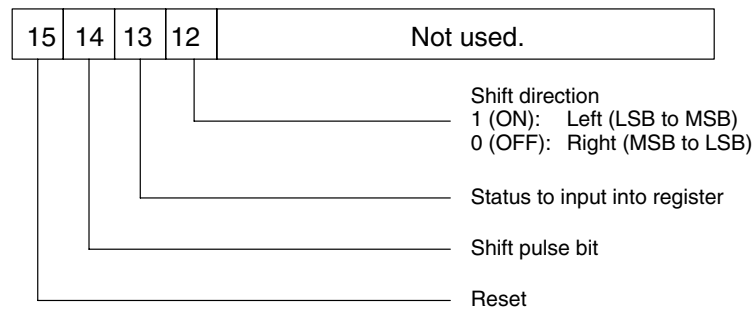 15 14 13 12 Not used.
Shift direction
1 (ON): Left (LSB to MSB)
0 (OFF): Right (MSB to LSB)
Status to input into register
Shift pulse bit
Reset